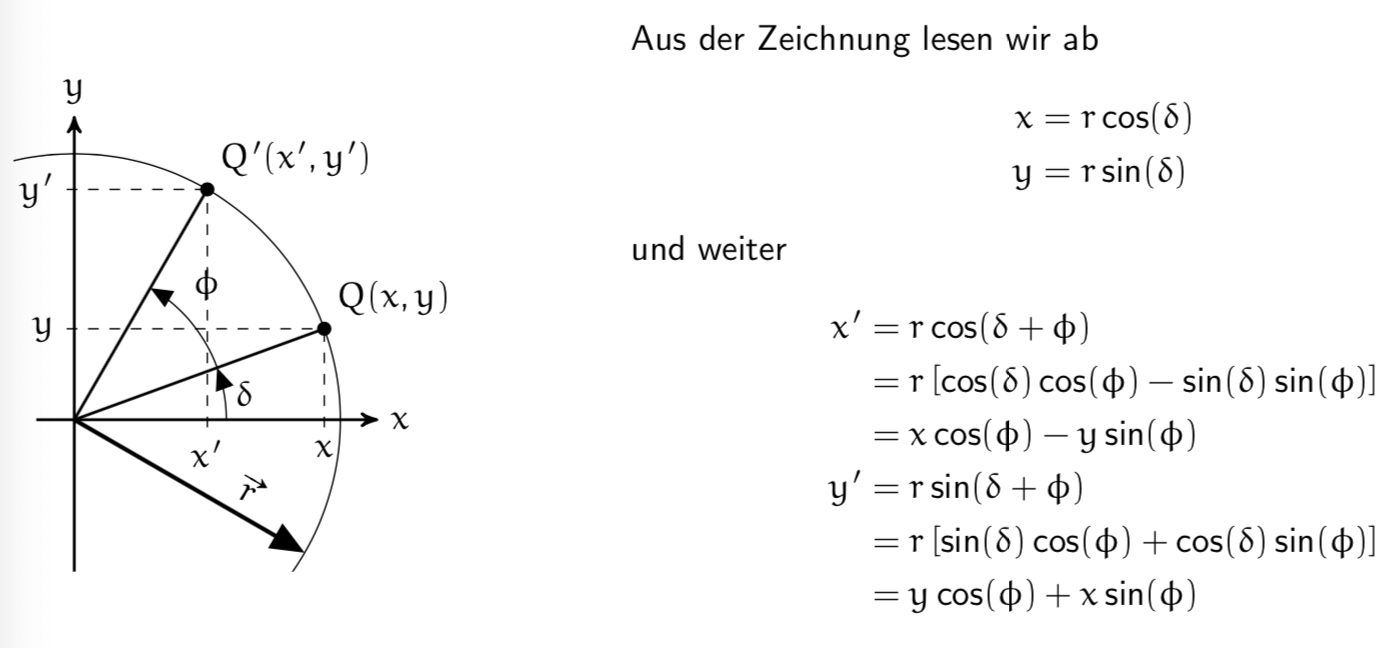 Aus der Zeichnung lesen wir ab
x = r cos(δ)
y = r sin(δ)
und weiter
x′ = r cos(δ + ϕ)
= r [cos(δ) cos(ϕ) − sin(δ) sin(ϕ)]
= x cos(ϕ) − y sin(ϕ)
y′ = r sin(δ + ϕ)
= r [sin(δ) cos(ϕ) + cos(δ) sin(ϕ)]
= y cos(ϕ) + x sin(ϕ)
y
Q′(x′, y′)
y′
ϕ
Q(x, y)
y
δ
x
x′
x
r⃗